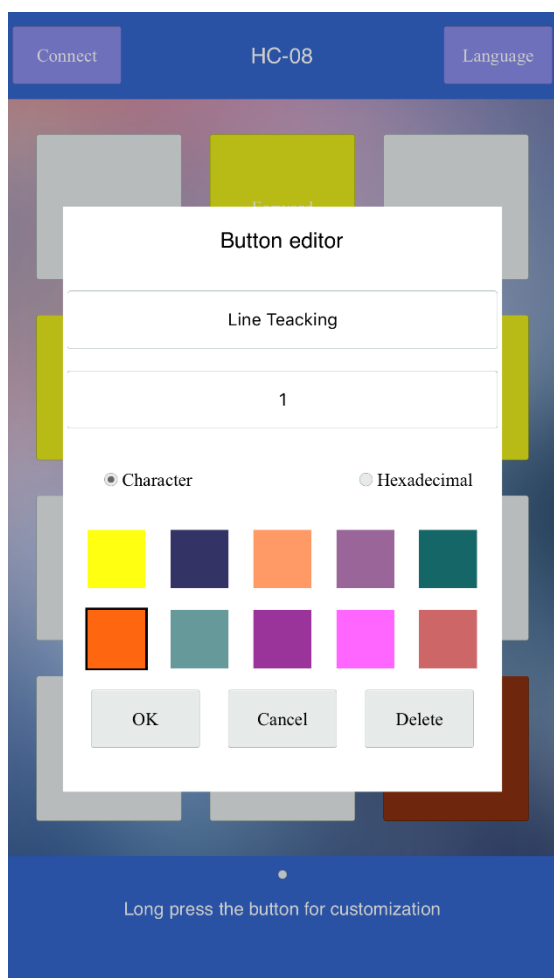 Connect HC-08 Language
Button editor
Line Teacking
1
Character Hexadecimal
OK Cancel Delete
Long press the button for customization